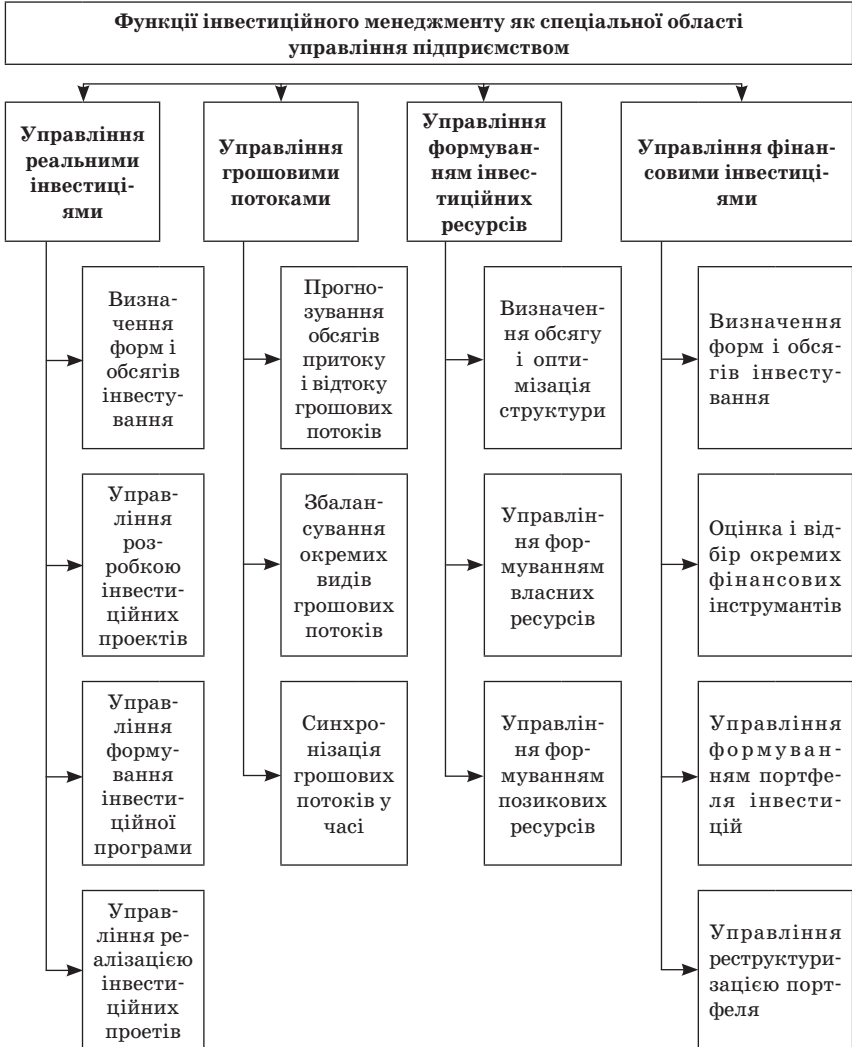 Функції інвестиційного менеджменту як спеціальної області
управління підприємством
Управління
реальними
інвестиці-
ями
Управління
грошовими
потоками
Управління
формуван-
ням інвес-
тиційних
ресурсів
Управління фінан-
совими інвестиці-
ями
Визна-
чення
форм і
обсягів
інвесту-
вання
Прогно-
зування
обсягів
притоку
і відтоку
грошових
потоків
Визначен-
ня обсягу
і опти-
мізація
структури
Визначення
форм і обся-
гів інвесту-
вання
Управ-
ління
роз-
робкою
інвести-
ційних
проектів
Збалан-
сування
окремих
видів
грошових
потоків
Управлін-
ня фор-
муванням
власних
ресурсів
Оцінка і від-
бір окремих
фінансових
інструмантів
Управ-
ління
форму-
вання
інвести-
ційної
програми
Синхро-
нізація
грошових
потоків у
часі
Управлін-
ня фор-
муванням
позикових
ресурсів
Управління
формуван-
ням портфе-
ля інвести-
цій
Управ-
ління ре-
алізацією
інвести-
ційних
проетів
Управління
реструктури-
зацією порт-
феля